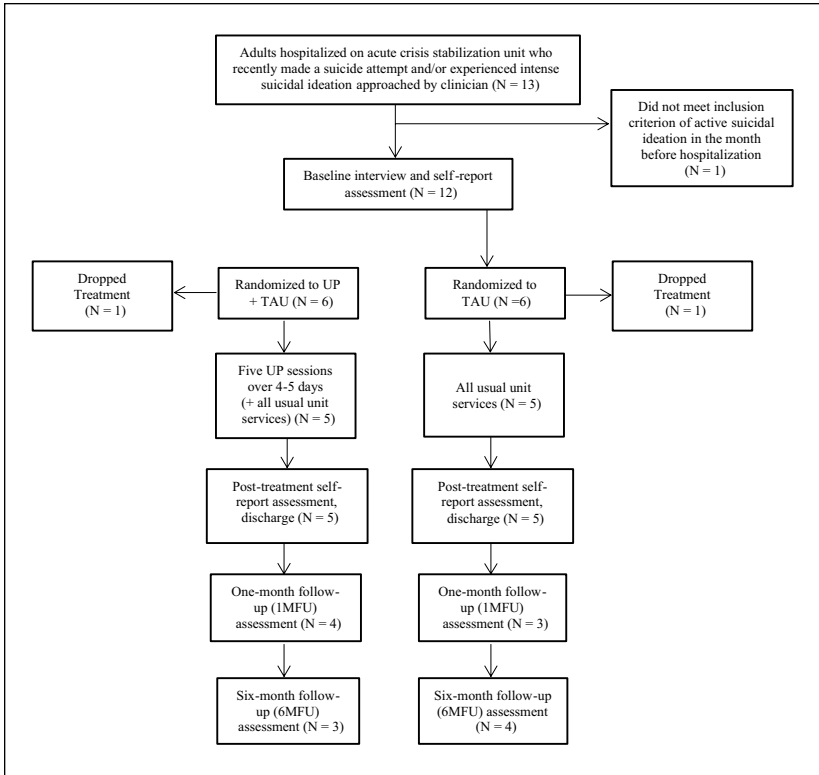 Adults hospitalized on acute crisis stabilization unit who
recently made a suicide attempt and/or experienced intense
suicidal ideation approached by clinician (N = 13)
Did not meet inclusion
criterion of active suicidal
ideation in the month
before hospitalization
(N = 1)
Baseline interview and self-report
assessment (N = 12)
Dropped
Treatment
(N = 1)
Randomized to UP
+ TAU (N = 6)
Randomized to
TAU (N =6)
Dropped
Treatment
(N = 1)
Five UP sessions
over 4-5 days
(+ all usual unit
services) (N = 5)
All usual unit
services (N = 5)
Post-treatment self-
report assessment,
discharge (N = 5)
Post-treatment self-
report assessment,
discharge (N = 5)
One-month follow-
up (1MFU)
assessment (N = 4)
One-month follow-
up (1MFU)
assessment (N = 3)
Six-month follow-
up (6MFU)
assessment (N = 3)
Six-month follow-up
(6MFU) assessment
(N = 4)